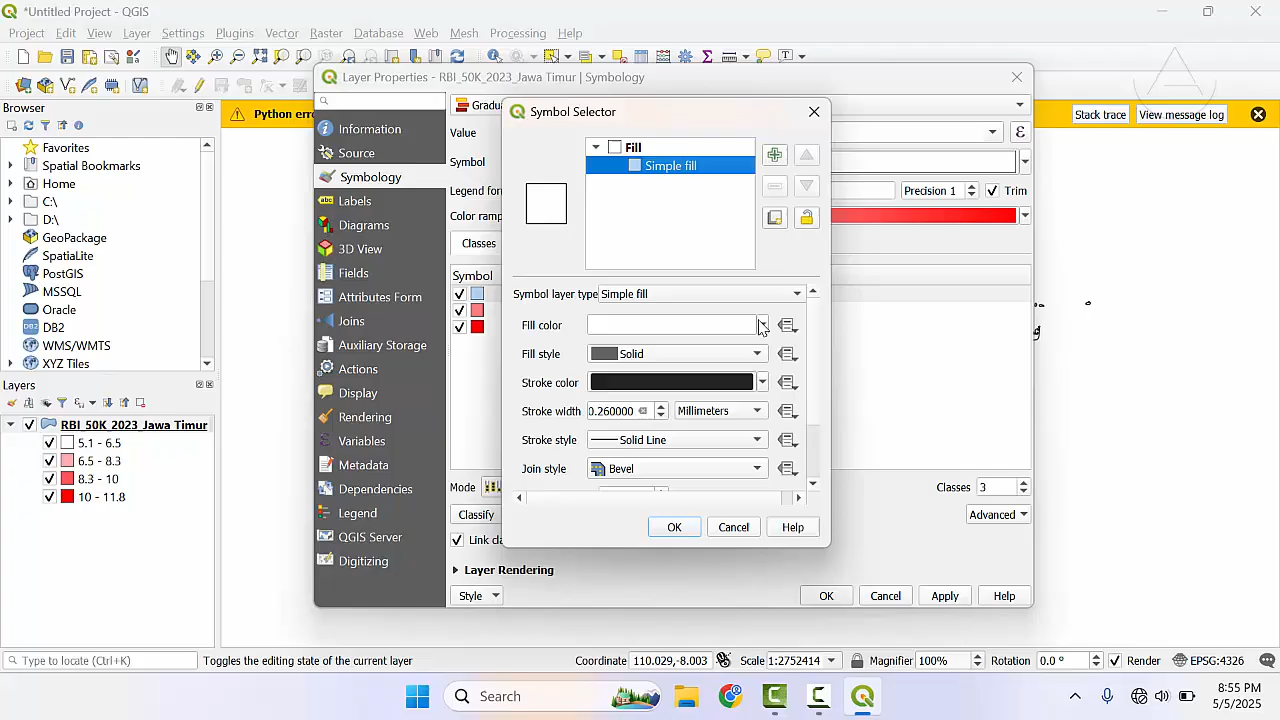 *Untitled Project - QGIS
Project Edit View Layer Settings Plugins Vector Raster Database Web Mesh Processing Help
Browser
Favorites
Spatial Bookmarks
Home
C:\
D:\
GeoPackage
SpatiaLite
PostGIS
MSSQL
Oracle
DB2
WMS/WMTS
XYZ Tiles
Layers
RBI_50K_2023_Jawa Timur
5.1 - 6.5
6.5 - 8.3
8.3 - 10
10 - 11.8
Python
Stack trace
View message log
Layer Properties - RBI_50K_2023_Jawa Timur | Symbology
Information
Source
Symbology
Labels
Diagrams
3D View
Fields
Attributes Form
Joins
Auxiliary Storage
Actions
Display
Rendering
Variables
Metadata
Dependencies
Legend
QGIS Server
Digitizing
Value
Symbol
Precision 1
Trim
Classes
Symbol
Mode
Classes 3
Classify
Advanced
Layer Rendering
Style
OK
Cancel
Apply
Help
Symbol Selector
Fill
Simple fill
Symbol layer type Simple fill
Fill color
Fill style Solid
Stroke color
Stroke width 0.260000 Millimeters
Stroke style Solid Line
Join style Bevel
OK
Cancel
Help
Type to locate (Ctrl+K)
Toggles the editing state of the current layer
Coordinate 110.029,-8.003
Scale 1:2752414
Magnifier 100%
Rotation 0.0 °
Render
EPSG:4326
Search
8:55 PM
5/5/2025